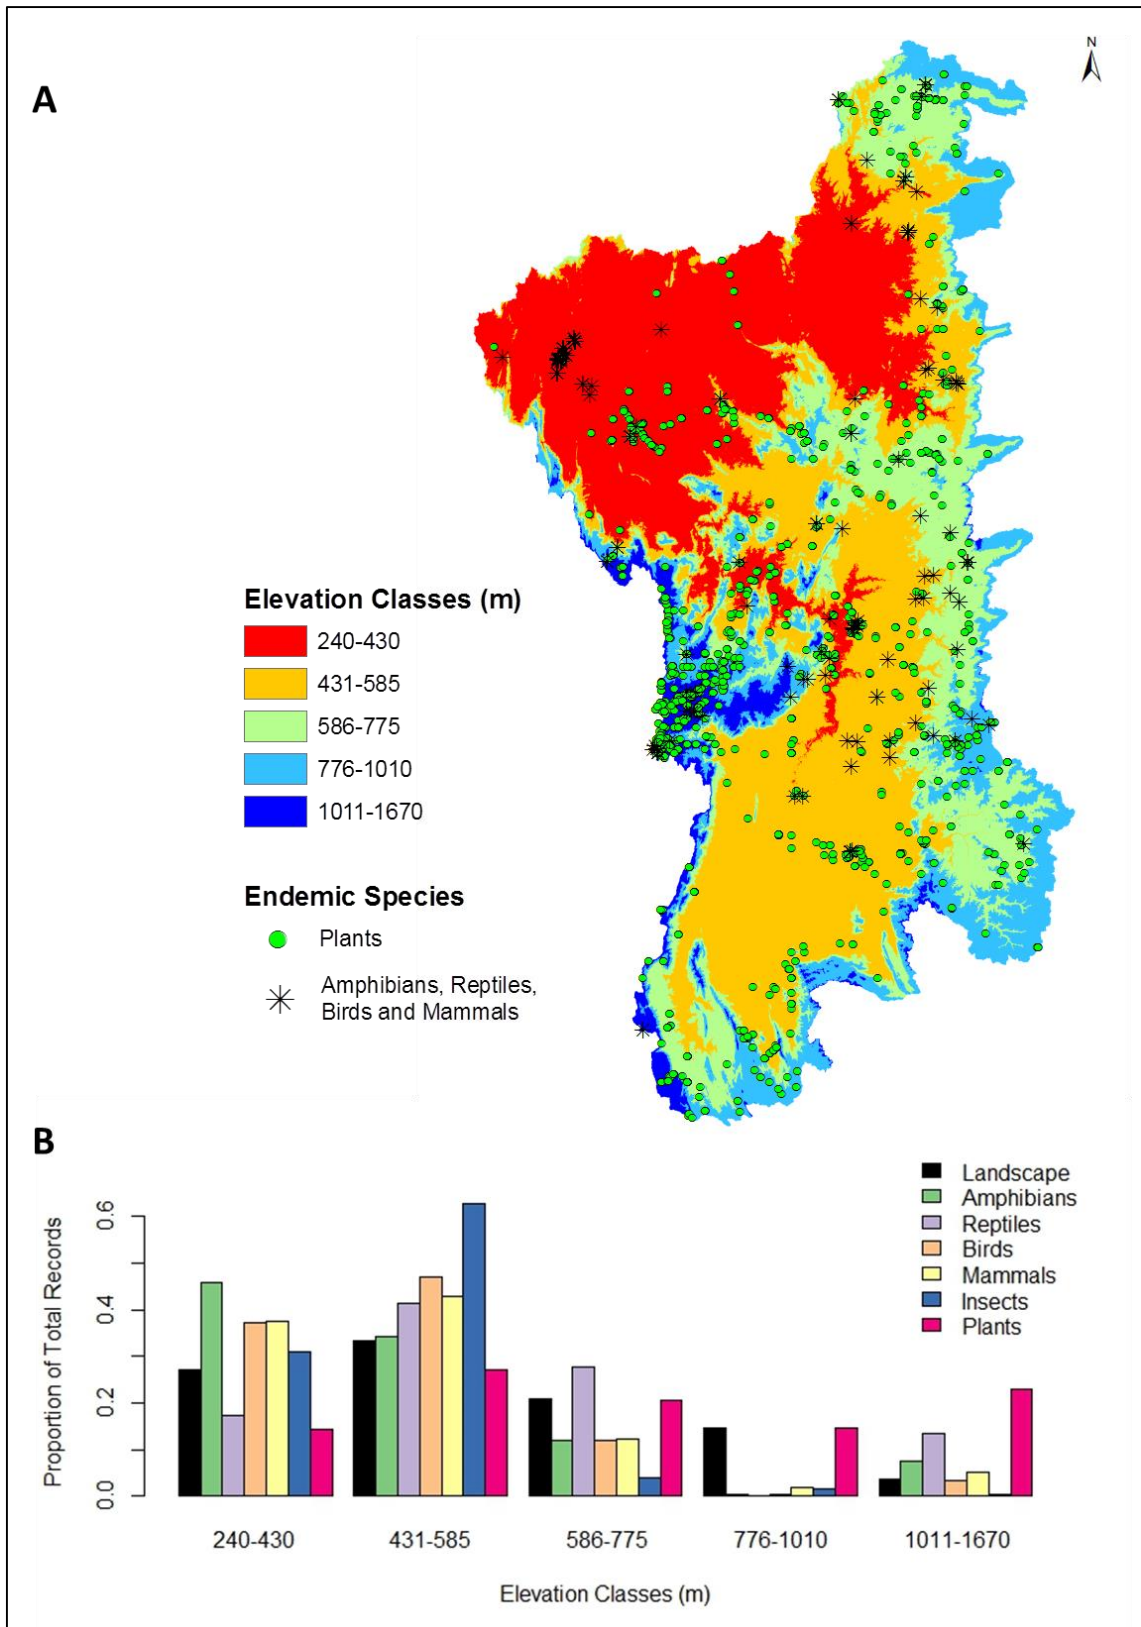 N
A
Elevation Classes (m)
240-430
431-585
586-775
776-1010
1011-1670
Endemic Species
Plants
Amphibians, Reptiles,
Birds and Mammals
B
Proportion of Total Records
0.6
0.4
0.2
0.0
Landscape
Amphibians
Reptiles
Birds
Mammals
Insects
Plants
240-430
431-585
586-775
776-1010
1011-1670
Elevation Classes (m)